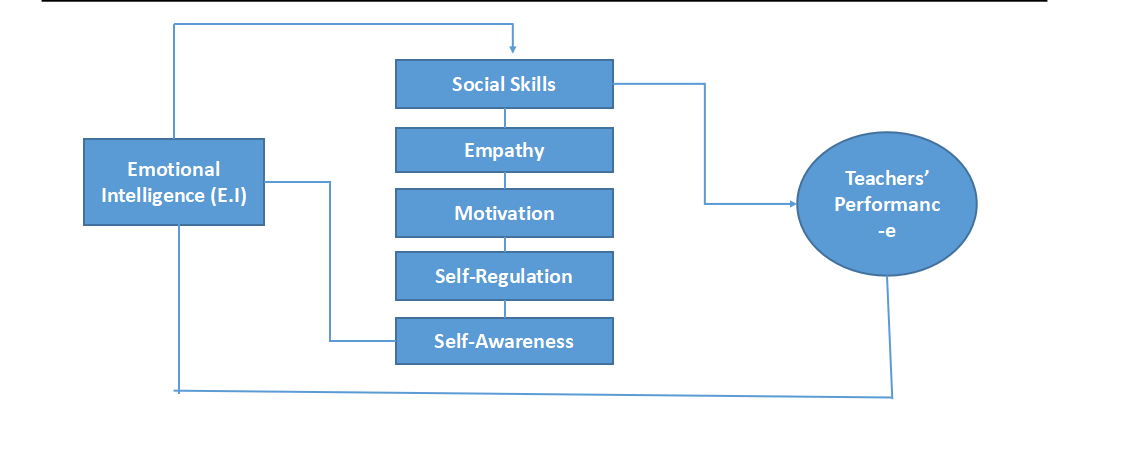 Social Skills
Empathy
Emotional
Intelligence (E.I)
Motivation
Self-Regulation
Self-Awareness
Teachers’
Performanc
-e